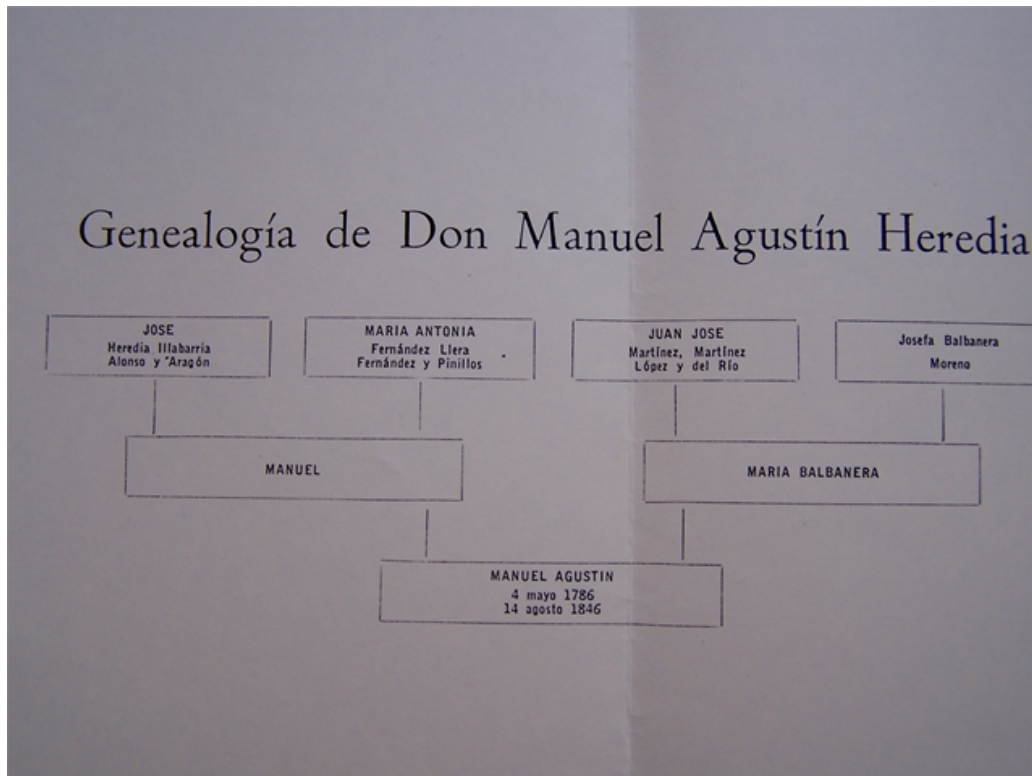 Genealogía de Don Manuel Agustín Heredia
JOSE
Heredia Illabarria
Alonso y Aragón
MARIA ANTONIA
Fernández Llera
Fernández y Pinillos
JUAN JOSE
Martínez, Martínez
López y del Río
Josefa Balbanera
Moreno
MANUEL
MARIA BALBANERA
MANUEL AGUSTIN
4 mayo 1786
14 agosto 1846